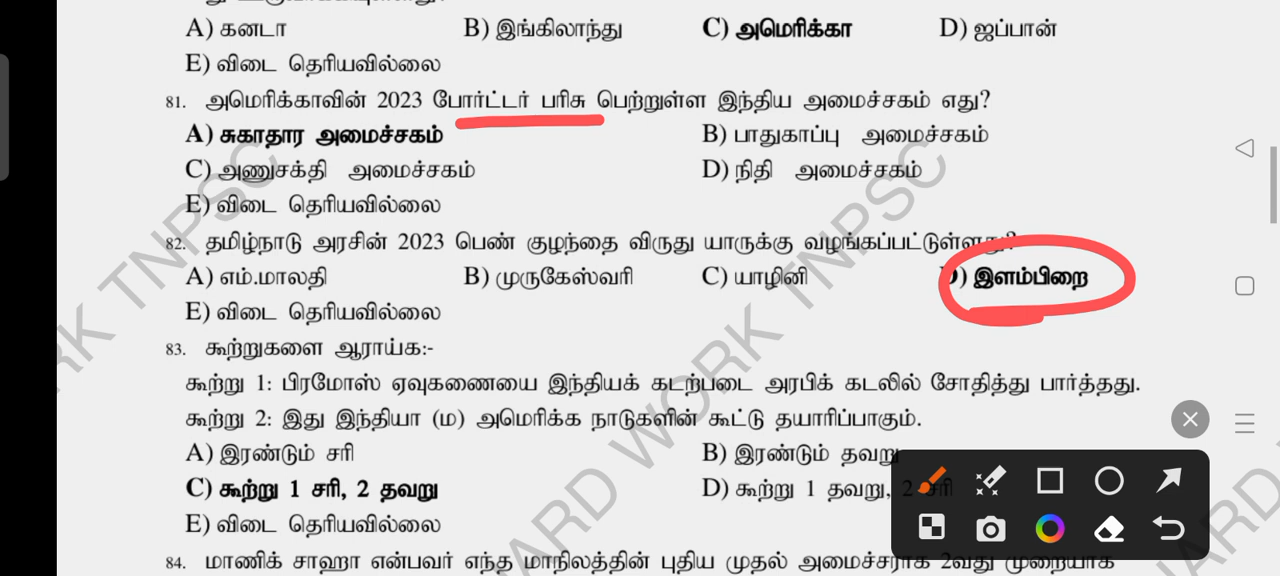 A) கனடா B) இங்கிலாந்து C) அமெரிக்கா D) ஜப்பான்
E) விடை தெரியவில்லை
81. அமெரிக்காவின் 2023 போர்ட்டர் பரிசு பெற்றுள்ள இந்திய அமைச்சகம் எது?
A) சுகாதார அமைச்சகம் B) பாதுகாப்பு அமைச்சகம்
C) அணுசக்தி அமைச்சகம் D) நிதி அமைச்சகம்
E) விடை தெரியவில்லை
82. தமிழ்நாடு அரசின் 2023 பெண் குழந்தை விருது யாருக்கு வழங்கப்பட்டுள்ளது?
A) எம்.மாலதி B) முருகேஸ்வரி C) யாழினி D) இளம்பிறை
E) விடை தெரியவில்லை
83. கூற்றுகளை ஆராய்க:-
கூற்று 1: பிரமோஸ் ஏவுகணையை இந்தியக் கடற்படை அரபிக் கடலில் சோதித்து பார்த்தது.
கூற்று 2: இது இந்தியா (ம) அமெரிக்க நாடுகளின் கூட்டு தயாரிப்பாகும்.
A) இரண்டும் சரி B) இரண்டும் தவறு
C) கூற்று 1 சரி, 2 தவறு D) கூற்று 1 தவறு, 2 சரி
E) விடை தெரியவில்லை
84. மாணிக் சாஹா என்பவர் எந்த மாநிலத்தின் புதிய முதல் அமைச்சராக 2வது முறையாக
HARD WORK TNPSC